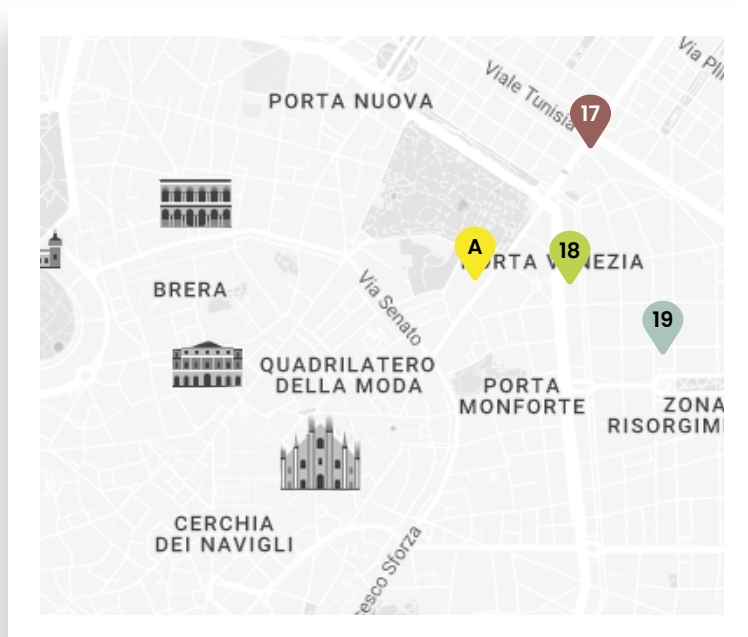 Via Pli
Viale Tunisia
PORTA NUOVA
17
A
18
PORTA VENEZIA
BRERA
Via Senato
19
QUADRILATERO
DELLA MODA
PORTA
MONFORTE
ZONA
RISORGIM
CERCHIA
DEI NAVIGLI
esco Sforza